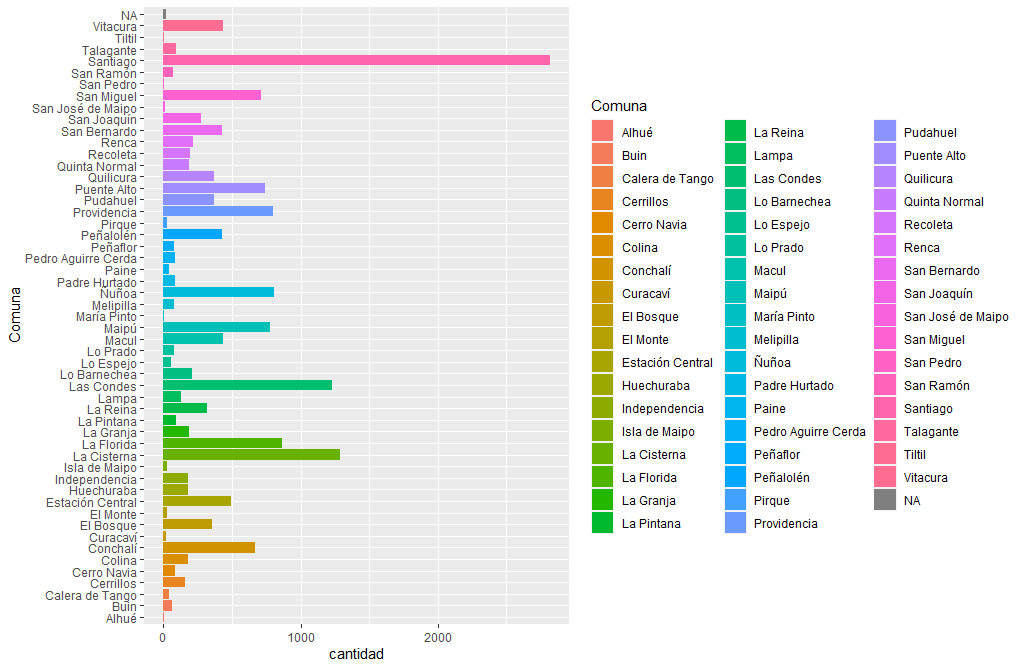 Comuna
NA
Vitacura
Tiltil
Talagante
Santiago
San Ramón
San Pedro
San Miguel
San José de Maipo
San Joaquín
San Bernardo
Renca
Recoleta
Quinta Normal
Quilicura
Puente Alto
Pudahuel
Providencia
Pirque
Peñalolén
Peñaflor
Pedro Aguirre Cerda
Paine
Padre Hurtado
Ñuñoa
Melipilla
María Pinto
Maipú
Macul
Lo Prado
Lo Espejo
Lo Barnechea
Las Condes
Lampa
La Reina
La Pintana
La Granja
La Florida
La Cisterna
Isla de Maipo
Independencia
Huechuraba
Estación Central
El Monte
El Bosque
Curacaví
Conchalí
Colina
Cerro Navia
Cerrillos
Calera de Tango
Buin
Alhué
0
1000
2000
cantidad
Comuna
Alhué
Buin
Calera de Tango
Cerrillos
Cerro Navia
Colina
Conchalí
Curacaví
El Bosque
El Monte
Estación Central
Huechuraba
Independencia
Isla de Maipo
La Cisterna
La Florida
La Granja
La Pintana
La Reina
Lampa
Las Condes
Lo Barnechea
Lo Espejo
Lo Prado
Macul
Maipú
María Pinto
Melipilla
Ñuñoa
Padre Hurtado
Paine
Pedro Aguirre Cerda
Peñaflor
Peñalolén
Pirque
Providencia
Pudahuel
Puente Alto
Quilicura
Quinta Normal
Recoleta
Renca
San Bernardo
San Joaquín
San José de Maipo
San Miguel
San Pedro
San Ramón
Santiago
Talagante
Tiltil
Vitacura
NA